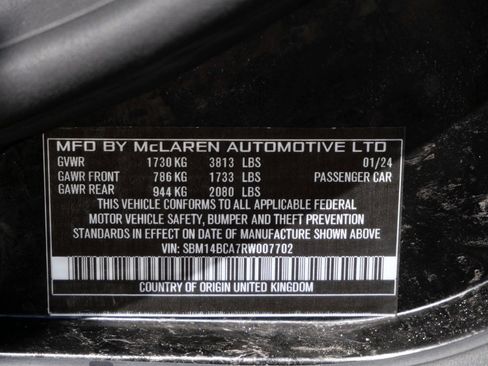 MFD BY McLAREN AUTOMOTIVE LTD
GVWR 1730 KG 3813 LBS 01/24
GAWR FRONT 786 KG 1733 LBS PASSENGER CAR
GAWR REAR 944 KG 2080 LBS
THIS VEHICLE CONFORMS TO ALL APPLICABLE FEDERAL
MOTOR VEHICLE SAFETY, BUMPER AND THEFT PREVENTION
STANDARDS IN EFFECT ON DATE OF MANUFACTURE SHOWN ABOVE
VIN: SBM14BCA7RW007702
COUNTRY OF ORIGIN UNITED KINGDOM